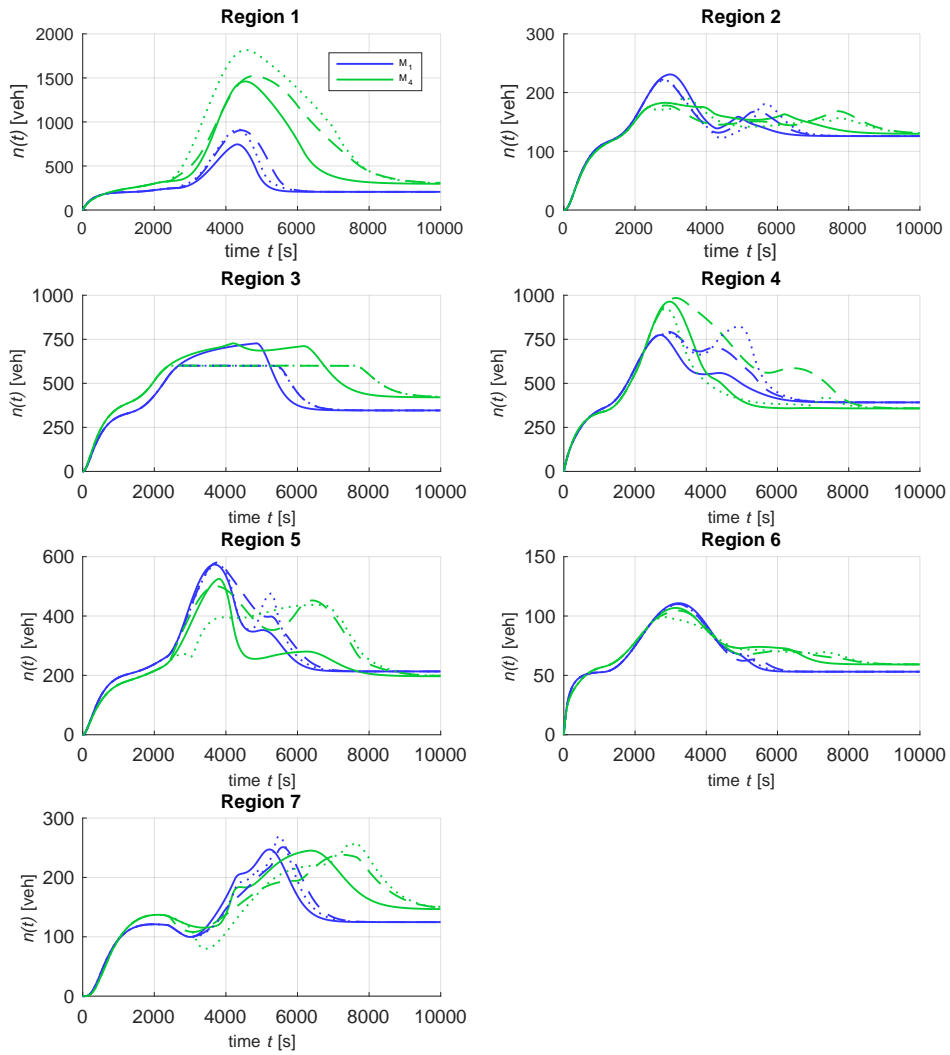 Region 1
n(t) [veh]
2000
1500
1000
500
0
M1
M4
0 2000 4000 6000 8000 10000
time t [s]
Region 2
n(t) [veh]
300
200
100
0
0 2000 4000 6000 8000 10000
time t [s]
Region 3
n(t) [veh]
1000
750
500
250
0
0 2000 4000 6000 8000 10000
time t [s]
Region 4
n(t) [veh]
1000
750
500
250
0
0 2000 4000 6000 8000 10000
time t [s]
Region 5
n(t) [veh]
600
400
200
0
0 2000 4000 6000 8000 10000
time t [s]
Region 6
n(t) [veh]
150
100
50
0
0 2000 4000 6000 8000 10000
time t [s]
Region 7
n(t) [veh]
300
200
100
0
0 2000 4000 6000 8000 10000
time t [s]